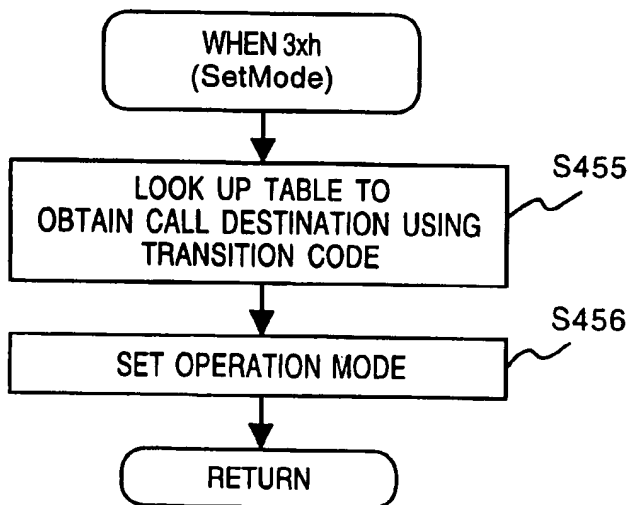 WHEN 3xh
(SetMode)
S455
LOOK UP TABLE TO
OBTAIN CALL DESTINATION USING
TRANSITION CODE
S456
SET OPERATION MODE
RETURN